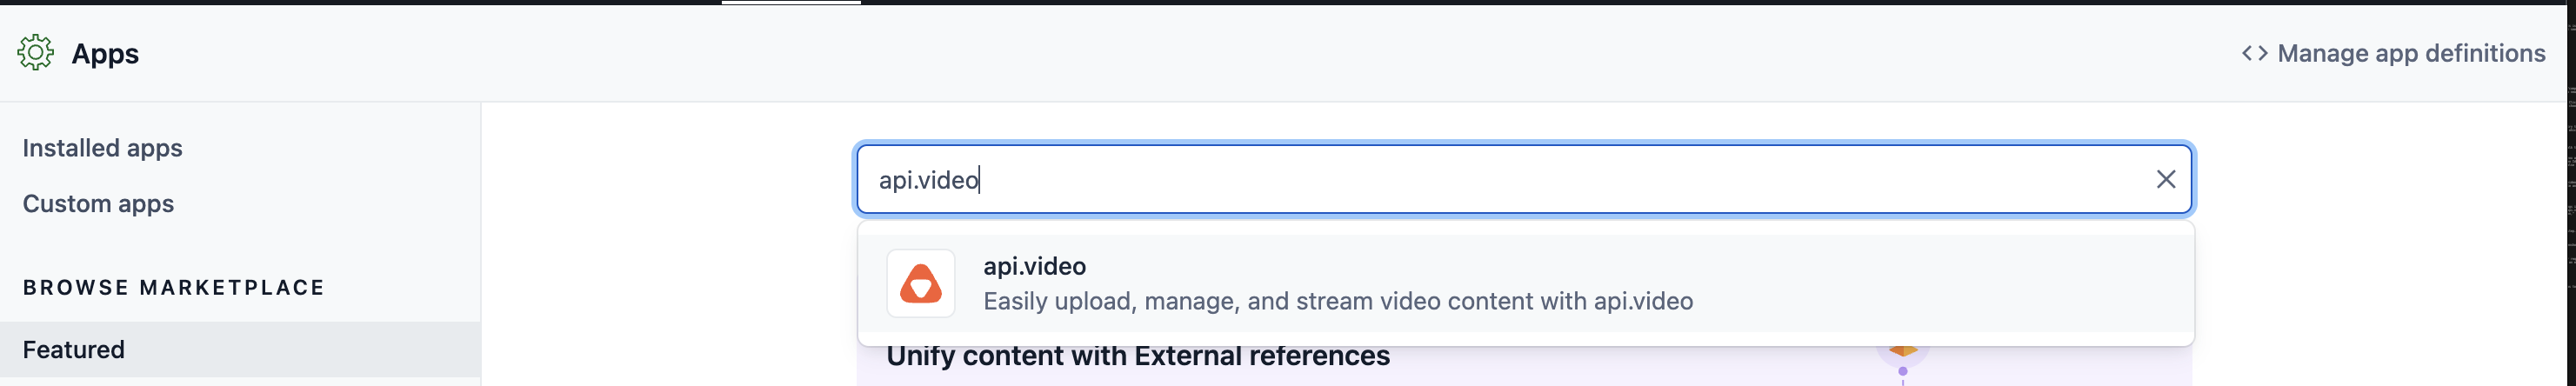 Apps
<> Manage app definitions
Installed apps
Custom apps
BROWSE MARKETPLACE
Featured
api.video
api.video
Easily upload, manage, and stream video content with api.video
Unify content with External references